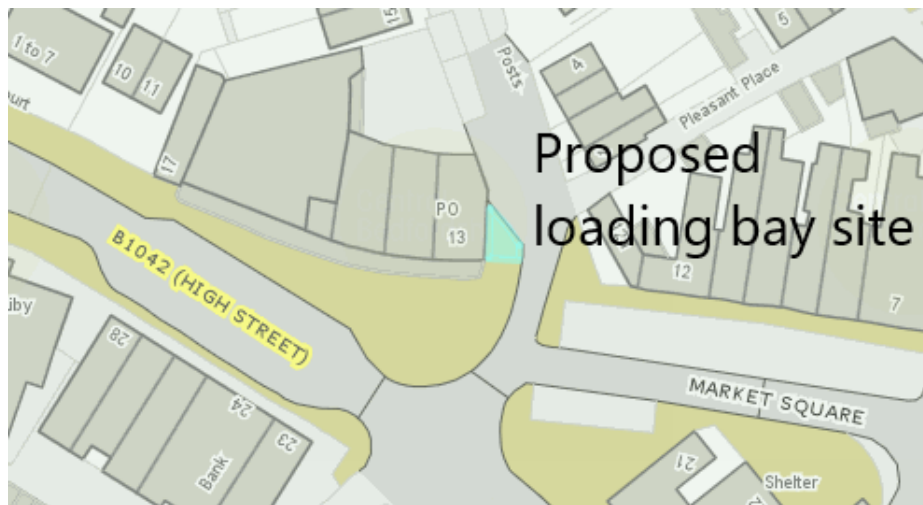 1 to 7
10
11
15
Posts
4
5
Pleasant Place
Proposed
loading bay site
17
PO
13
12
7
B1042 (HIGH STREET)
MARKET SQUARE
28
24
23
Bank
21
Shelter